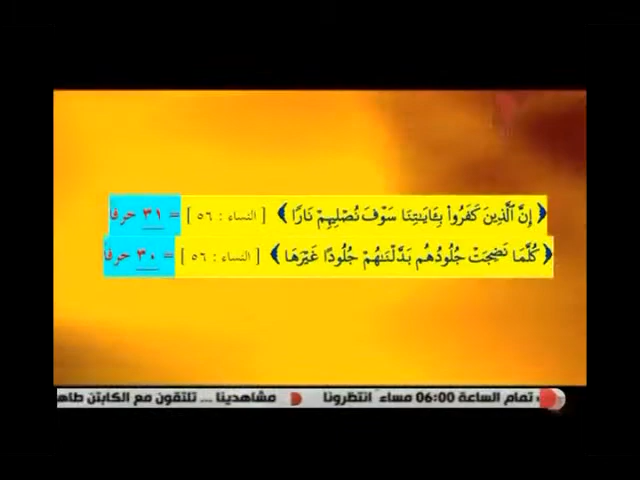 ﴿ إِنَّ ٱلَّذِينَ كَفَرُوا۟ بِـَٔايَـٰتِنَا سَوْفَ نُصْلِيهِمْ نَارًا ﴾ [ النساء : ٥٦ ] = ٣١ حرفاً
﴿ كُلَّمَا نَضِجَتْ جُلُودُهُم بَدَّلْنَـٰهُمْ جُلُودًا غَيْرَهَا ﴾ [ النساء : ٥٦ ] = ٣٠ حرفاً
تمام الساعة 06:00 مساءً انتظرونا مشاهدينا ... تلتقون مع الكابتن طاه